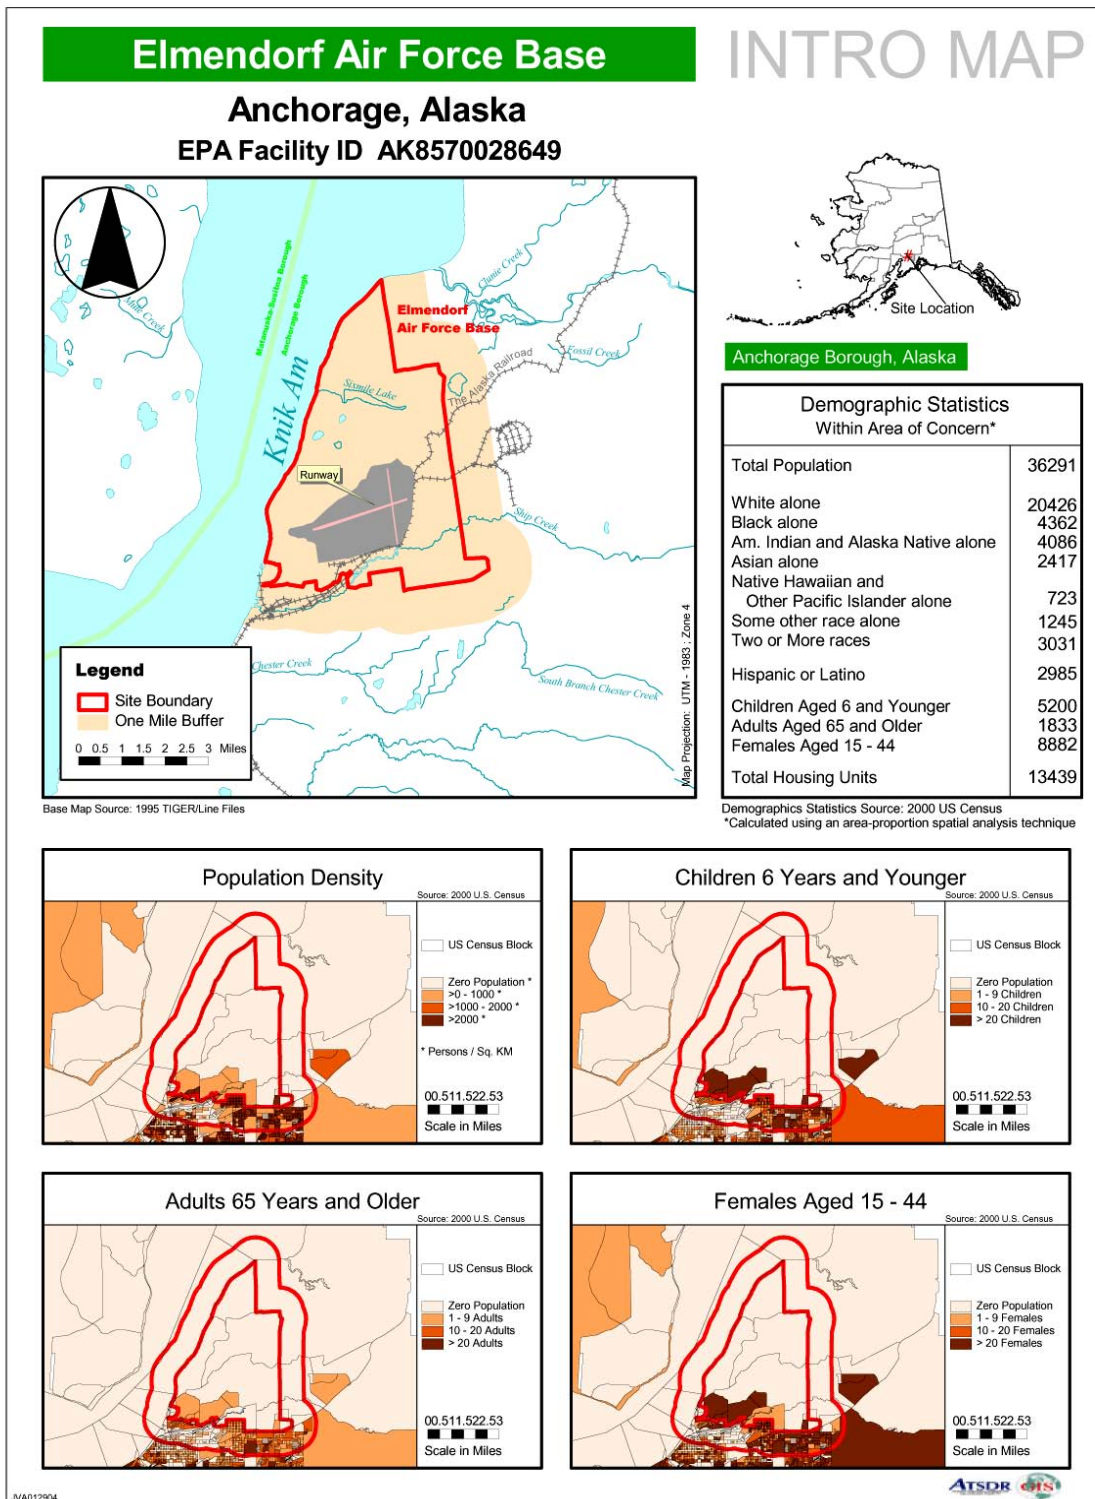 Elmendorf Air Force Base
INTRO MAP
Anchorage, Alaska
EPA Facility ID AK8570028649
Matanuska-Susitna Borough
Anchorage Borough
Mule Creek
Clunie Creek
Elmendorf
Air Force Base
Fossil Creek
The Alaska Railroad
Sixmile Lake
Knik Arm
Runway
Ship Creek
Chester Creek
South Branch Chester Creek
Map Projection: UTM - 1983 ; Zone 4
Legend
Site Boundary
One Mile Buffer
0 0.5 1 1.5 2 2.5 3 Miles
Base Map Source: 1995 TIGER/Line Files
Site Location
Anchorage Borough, Alaska
Demographic Statistics
Within Area of Concern*
Total Population 36291
White alone 20426
Black alone 4362
Am. Indian and Alaska Native alone 4086
Asian alone 2417
Native Hawaiian and
Other Pacific Islander alone 723
Some other race alone 1245
Two or More races 3031
Hispanic or Latino 2985
Children Aged 6 and Younger 5200
Adults Aged 65 and Older 1833
Females Aged 15 - 44 8882
Total Housing Units 13439
Demographics Statistics Source: 2000 US Census
*Calculated using an area-proportion spatial analysis technique
Population Density
Source: 2000 U.S. Census
US Census Block
Zero Population *
>0 - 1000 *
>1000 - 2000 *
>2000 *
* Persons / Sq. KM
00.511.522.53
Scale in Miles
Children 6 Years and Younger
Source: 2000 U.S. Census
US Census Block
Zero Population
1 - 9 Children
10 - 20 Children
> 20 Children
00.511.522.53
Scale in Miles
Adults 65 Years and Older
Source: 2000 U.S. Census
US Census Block
Zero Population
1 - 9 Adults
10 - 20 Adults
> 20 Adults
00.511.522.53
Scale in Miles
Females Aged 15 - 44
Source: 2000 U.S. Census
US Census Block
Zero Population
1 - 9 Females
10 - 20 Females
> 20 Females
00.511.522.53
Scale in Miles
JVA012904
ATSDR GIS